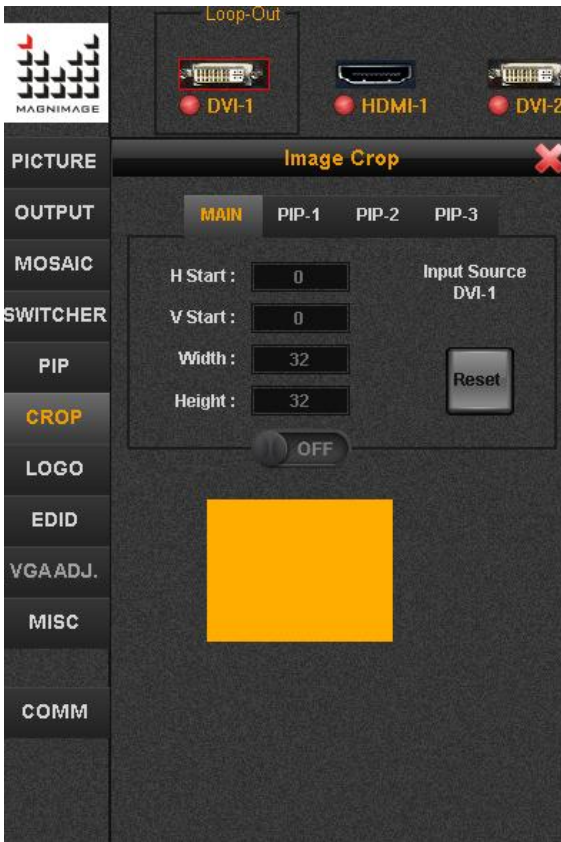 Loop-Out
MAGNIMAGE
DVI-1
HDMI-1
DVI-2
PICTURE
Image Crop
OUTPUT
MAIN
PIP-1
PIP-2
PIP-3
MOSAIC
H Start :
0
Input Source
DVI-1
SWITCHER
V Start :
0
PIP
Width :
32
Reset
CROP
Height :
32
OFF
LOGO
EDID
VGA ADJ.
MISC
COMM